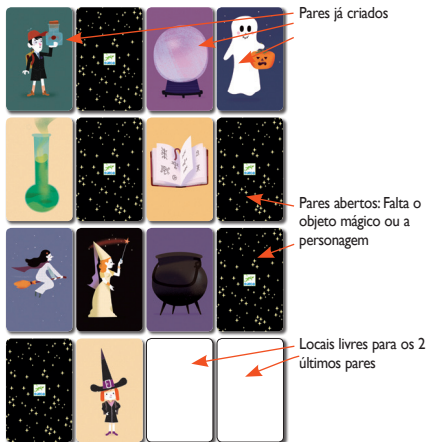 Pares já criados
Pares abertos: Falta o
objeto mágico ou a
personagem
Locais livres para os 2
últimos pares